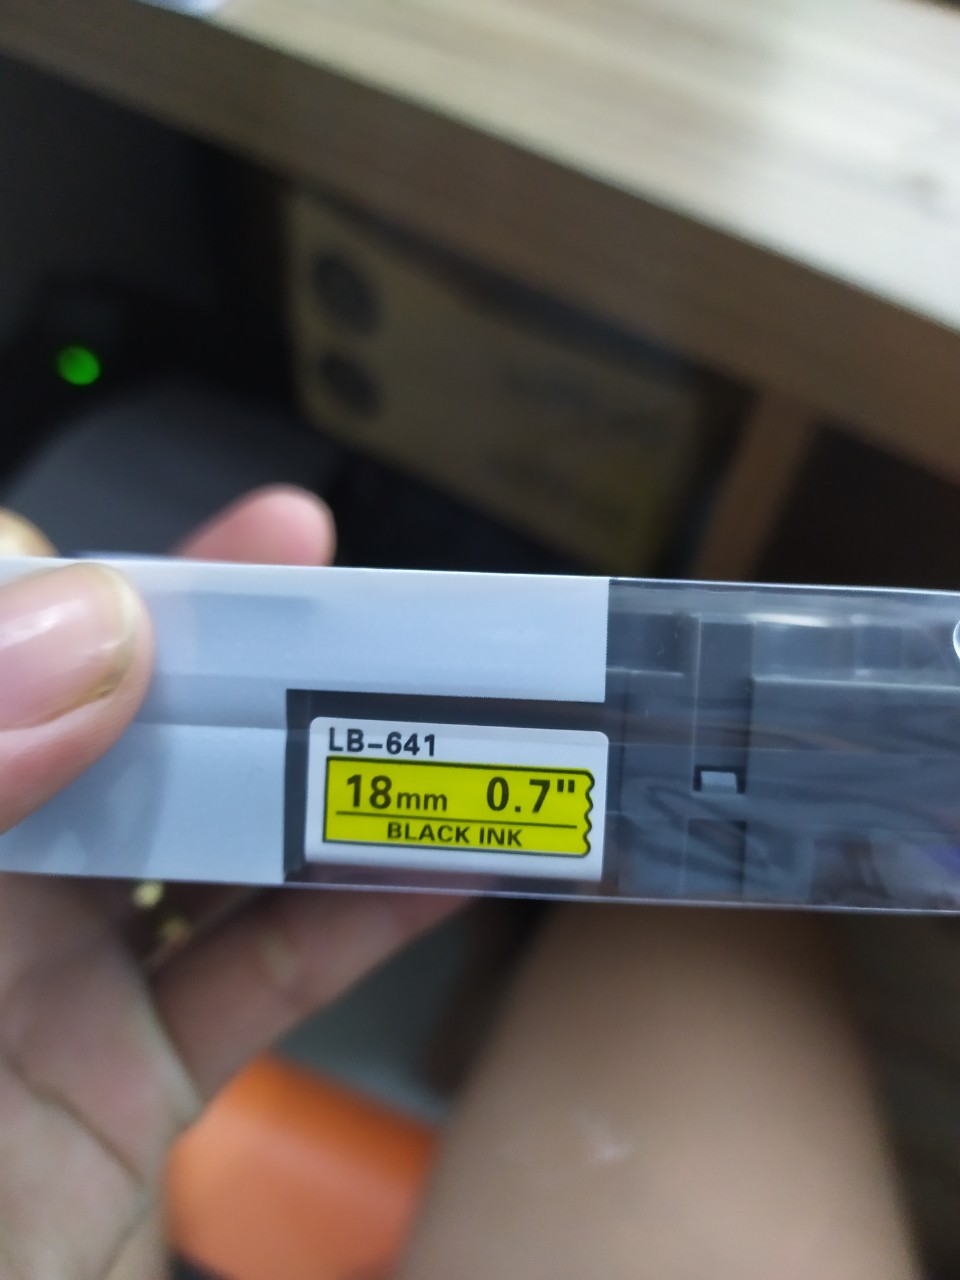 LB-641
18mm 0.7"
BLACK INK